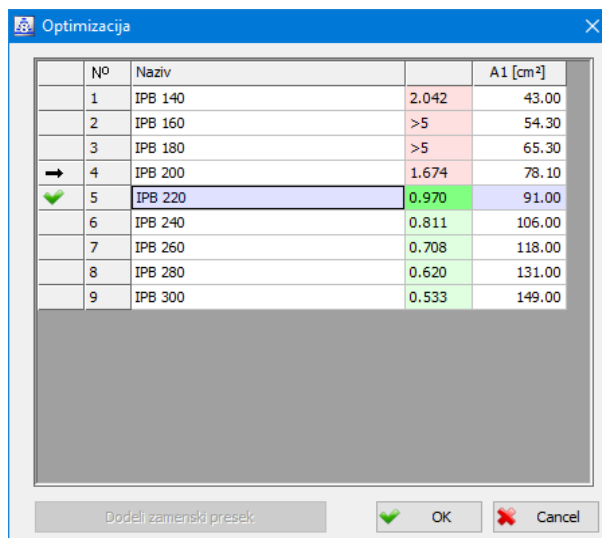 Optimizacija
Nº Naziv A1 [cm²]
1 IPB 140 2.042 43.00
2 IPB 160 >5 54.30
3 IPB 180 >5 65.30
4 IPB 200 1.674 78.10
5 IPB 220 0.970 91.00
6 IPB 240 0.811 106.00
7 IPB 260 0.708 118.00
8 IPB 280 0.620 131.00
9 IPB 300 0.533 149.00
Dodeli zamenski presek OK Cancel